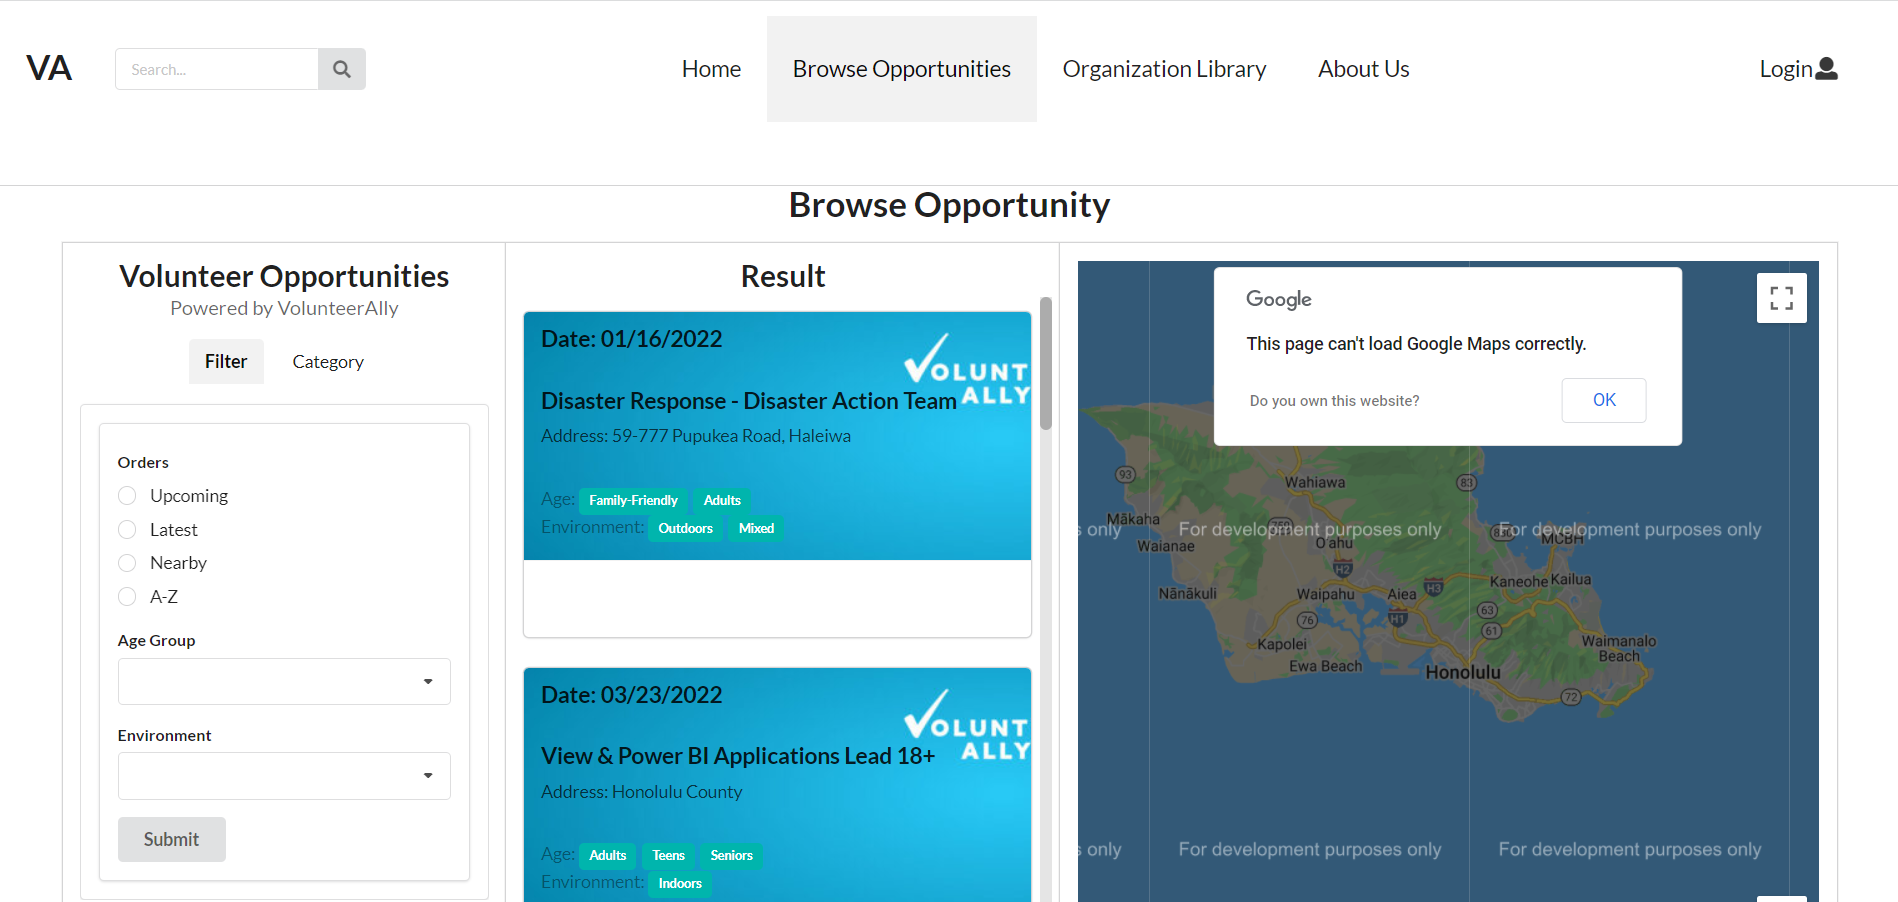 VA
Search...
Home
Browse Opportunities
Organization Library
About Us
Login
Browse Opportunity
Volunteer Opportunities
Powered by VolunteerAlly
Filter
Category
Orders
Upcoming
Latest
Nearby
A-Z
Age Group
Environment
Submit
Result
Date: 01/16/2022
VOLUNT
ALLY
Disaster Response - Disaster Action Team
Address: 59-777 Pupukea Road, Haleiwa
Age: Family-Friendly Adults
Environment: Outdoors Mixed
Date: 03/23/2022
VOLUNT
ALLY
View & Power BI Applications Lead 18+
Address: Honolulu County
Age: Adults Teens Seniors
Environment: Indoors
Google
This page can't load Google Maps correctly.
Do you own this website?
OK
93
Wahiawa
83
Mākaha
s only
For development purposes only
For development purposes only
Waianae
O'ahu
MCBH
H2
Nānākuli
Waipahu
Aiea
H3
Kaneohe
Kailua
76
H1
63
61
Kapolei
Ewa Beach
Waimanalo
Beach
Honolulu
72
s only
For development purposes only
For development purposes only